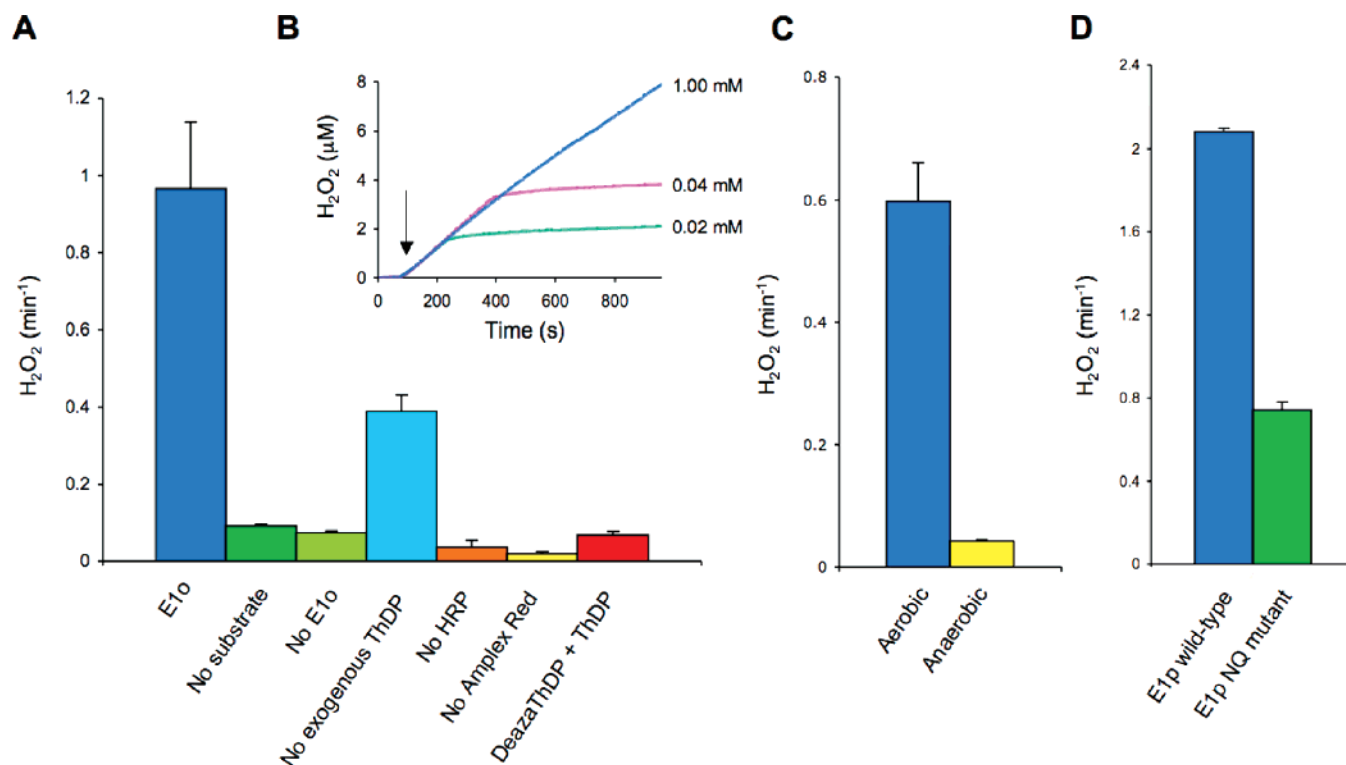 A
H2O2 (min-1)
1.2
1
0.8
0.6
0.4
0.2
0
E1o
No substrate
No E1o
No exogenous ThDP
No HRP
No Amplex Red
DeazaThDP + ThDP
B
H2O2 (μM)
8
6
4
2
0
0
200
400
600
800
Time (s)
1.00 mM
0.04 mM
0.02 mM
C
H2O2 (min-1)
0.8
0.6
0.4
0.2
0
Aerobic
Anaerobic
D
H2O2 (min-1)
2.4
2
1.6
1.2
0.8
0.4
0
E1p wild-type
E1p NQ mutant